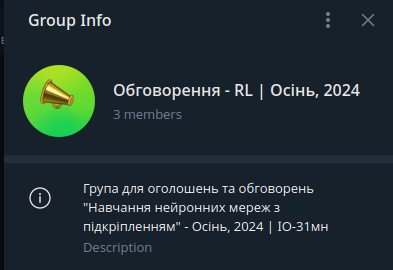 Group Info
Обговорення - RL | Осінь, 2024
3 members
Група для оголошень та обговорень
"Навчання нейронних мереж з
підкріпленням" - Осінь, 2024 | ІО-31мн
Description